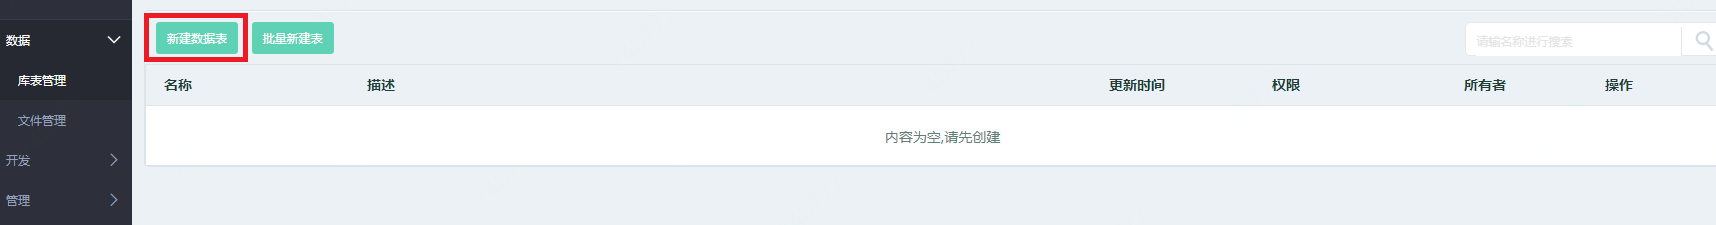 数据
库表管理
文件管理
开发
管理
新建数据表 批量新建表
请输名称进行搜索
名称 描述 更新时间 权限 所有者 操作
内容为空,请先创建